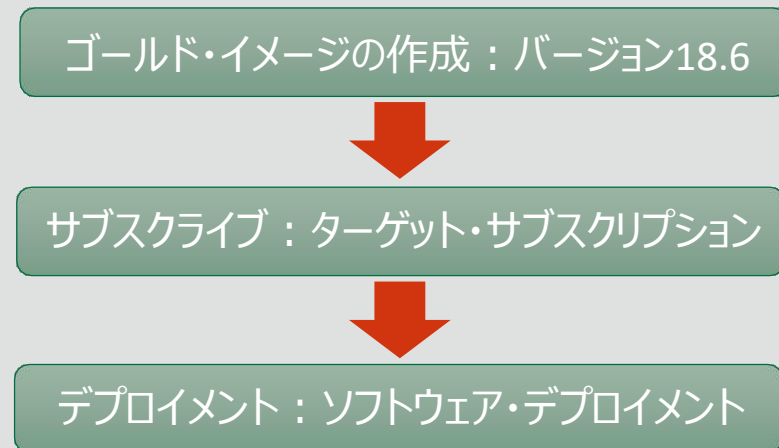 ゴールド・イメージの作成：バージョン18.6
サブスクライブ：ターゲット・サブスクリプション
デプロイメント：ソフトウェア・デプロイメント